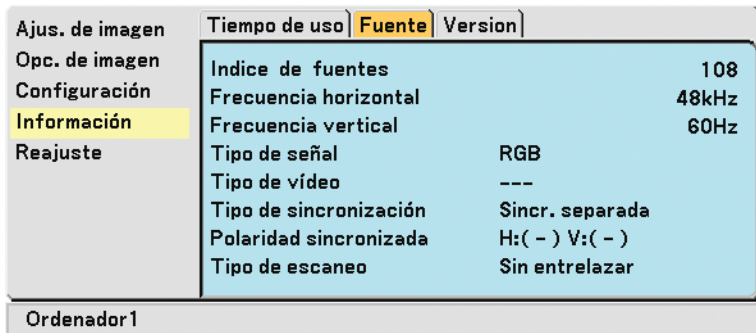 Ajus. de imagen
Opc. de imagen
Configuración
Información
Reajuste
Tiempo de uso Fuente Version
Indice de fuentes 108
Frecuencia horizontal 48kHz
Frecuencia vertical 60Hz
Tipo de señal RGB
Tipo de vídeo ---
Tipo de sincronización Sincr. separada
Polaridad sincronizada H:( - ) V:( - )
Tipo de escaneo Sin entrelazar
Ordenador1